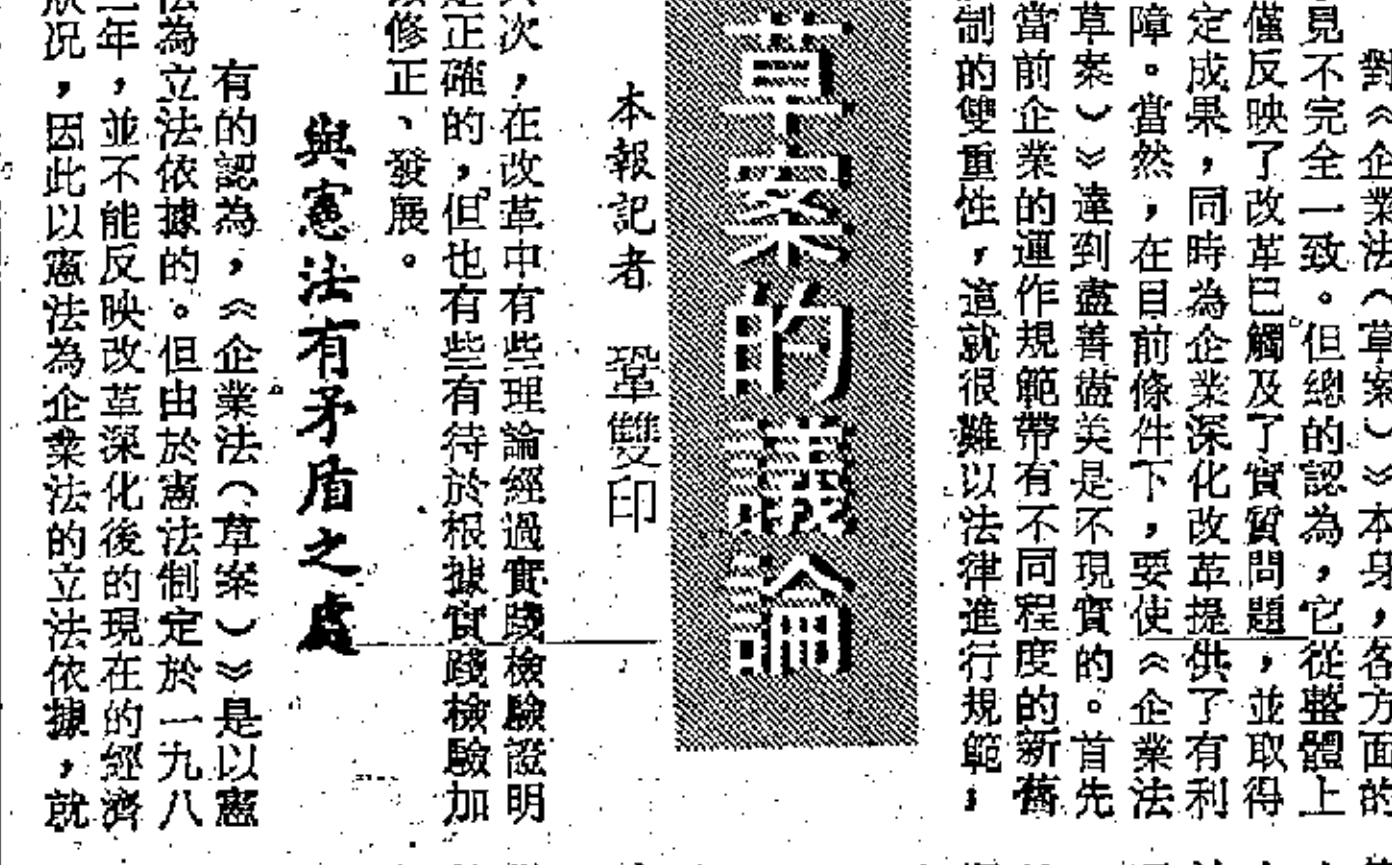 對《企業法（草案）》本身，各方面的
見不完全一致。但總的認為，它從整體上
僅反映了改革已觸及了實質問題，並取得
定成果，同時為企業深化改革提供了有利
障。當然，在目前條件下，要使《企業法
草案）》達到盡善盡美是不現實的。首先
當前企業的運作規範帶有不同程度的新舊
制的雙重性，這就很難以法律進行規範；
草案的議論
本報記者 鞏雙印
次，在改革中有些理論經過實踐檢驗證明
是正確的，但也有些有待於根據實踐檢驗加
修正、發展。
與憲法有矛盾之處
有的認為，《企業法（草案）》是以憲
法為立法依據的。但由於憲法制定於一九八
二年，並不能反映改革深化後的現在的經濟
狀況，因此以憲法為企業法的立法依據，就